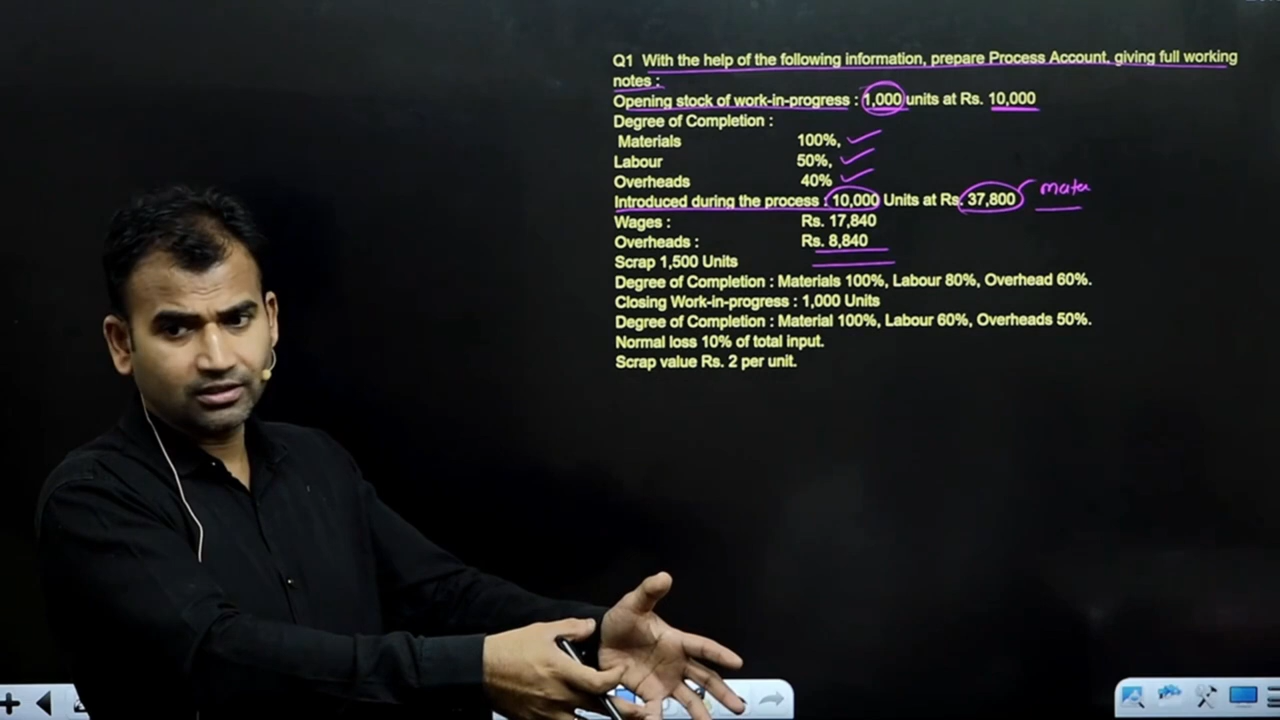 Q1 With the help of the following information, prepare Process Account, giving full working
notes :
Opening stock of work-in-progress : 1,000 units at Rs. 10,000
Degree of Completion :
Materials 100%,
Labour 50%,
Overheads 40%
Introduced during the process : 10,000 Units at Rs. 37,800 mate
Wages : Rs. 17,840
Overheads : Rs. 8,840
Scrap 1,500 Units
Degree of Completion : Materials 100%, Labour 80%, Overhead 60%.
Closing Work-in-progress : 1,000 Units
Degree of Completion : Material 100%, Labour 60%, Overheads 50%.
Normal loss 10% of total input.
Scrap value Rs. 2 per unit.